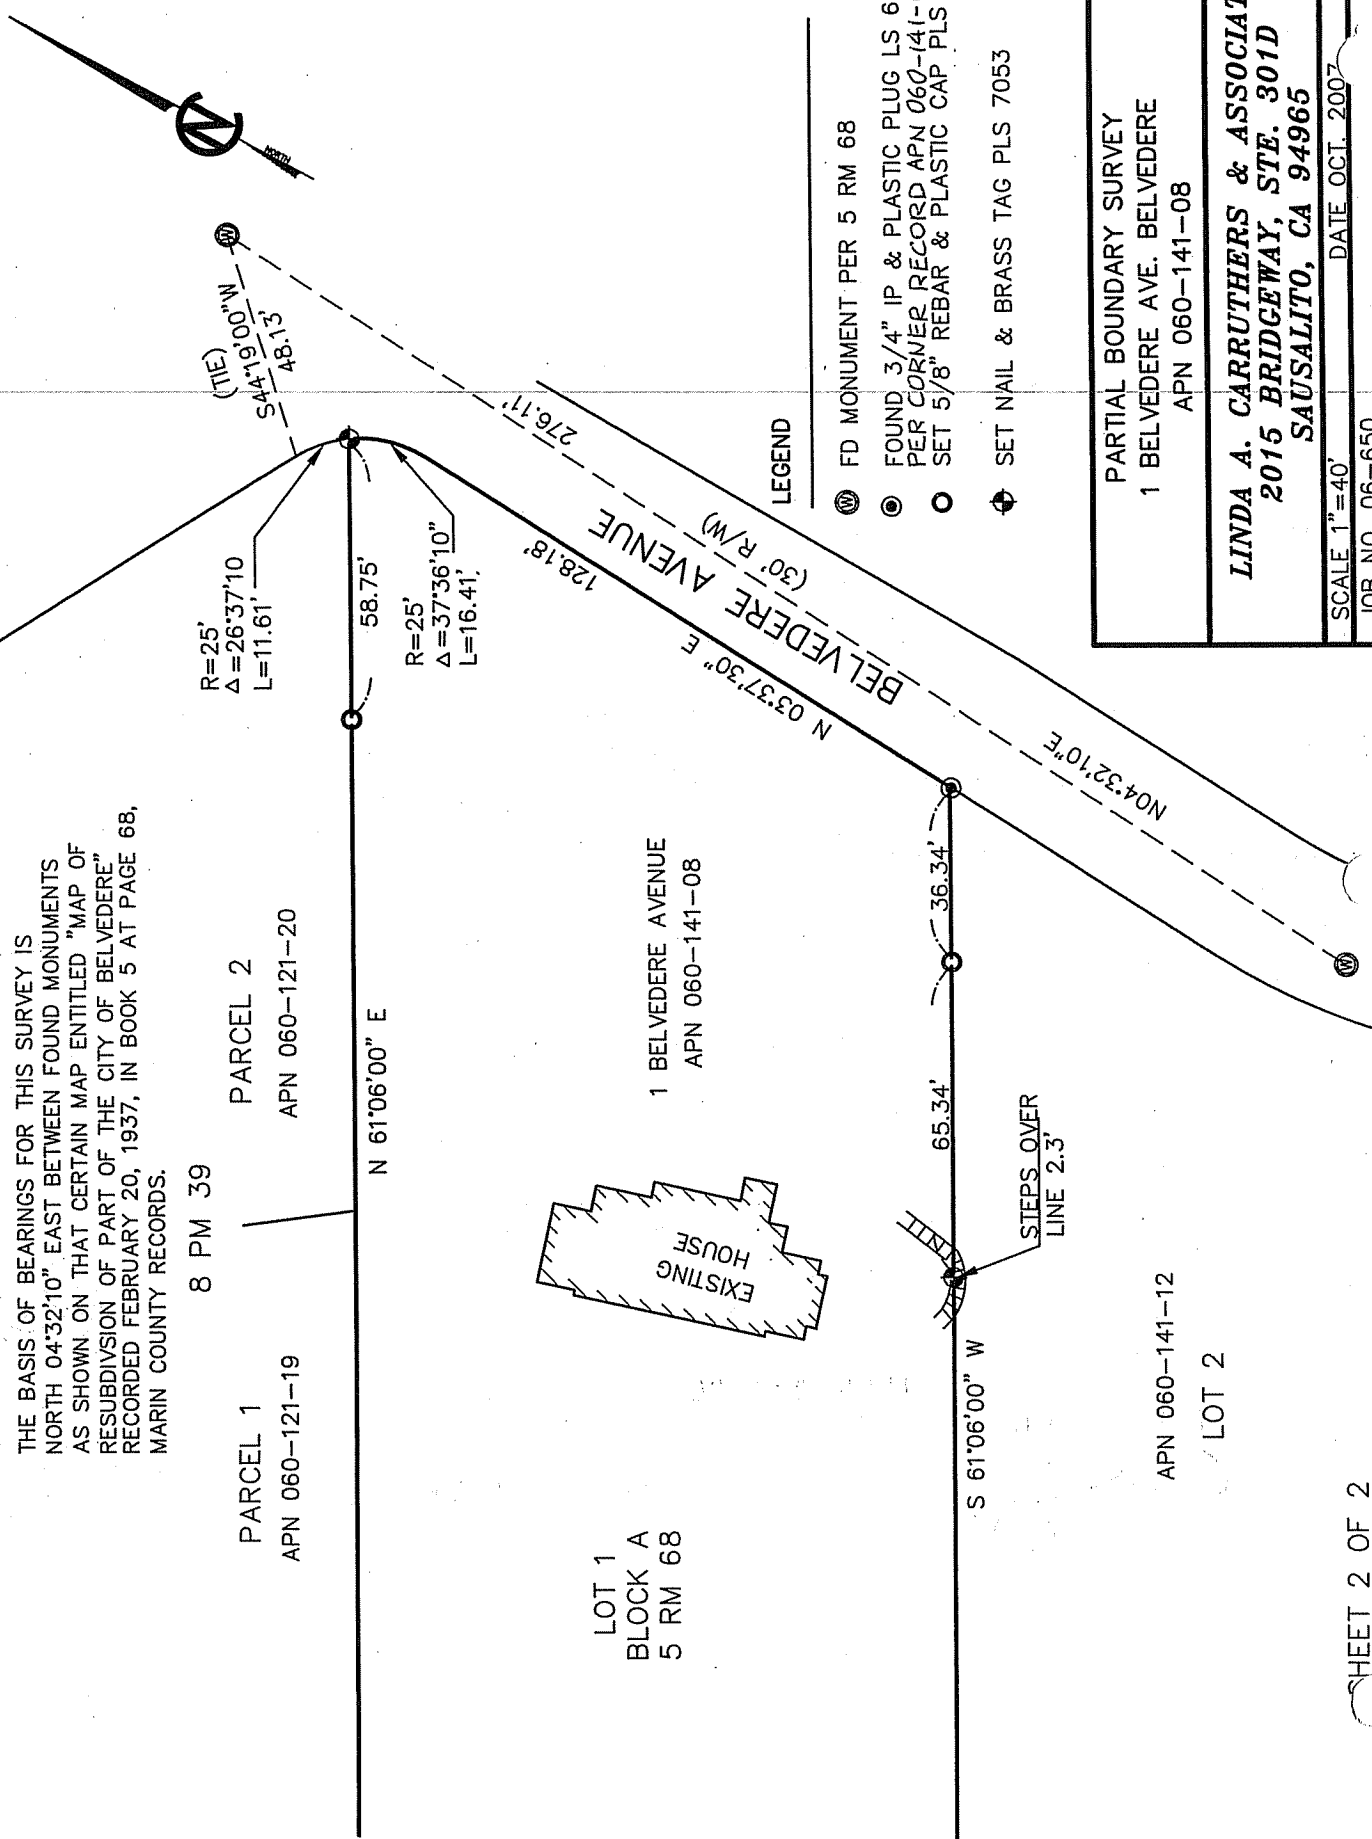 THE BASIS OF BEARINGS FOR THIS SURVEY IS
NORTH 04°32'10" EAST BETWEEN FOUND MONUMENTS
AS SHOWN ON THAT CERTAIN MAP ENTITLED "MAP OF
RESUBDIVSION OF PART OF THE CITY OF BELVEDERE"
RECORDED FEBRUARY 20, 1937, IN BOOK 5 AT PAGE 68,
MARIN COUNTY RECORDS.
8 PM 39
PARCEL 1
APN 060-121-19
PARCEL 2
APN 060-121-20
N 61°06'00" E
R=25'
Δ=26°37'10
L=11.61'
58.75'
R=25'
Δ=37°36'10"
L=16.41'
(TIE)
S44°19'00"W
48.13'
N
NORTH
W
276.11'
128.18'
N 03°37'30" E
BELVEDERE AVENUE
(30' R/W)
N04°32'10"E
W
1 BELVEDERE AVENUE
APN 060-141-08
EXISTING
HOUSE
LOT 1
BLOCK A
5 RM 68
36.34'
65.34'
STEPS OVER
LINE 2.3'
S 61°06'00" W
APN 060-141-12
LOT 2
SHEET 2 OF 2
LEGEND
W FD MONUMENT PER 5 RM 68
FOUND 3/4" IP & PLASTIC PLUG LS 6
PER CORNER RECORD APN 060-141-
SET 5/8" REBAR & PLASTIC CAP PLS
SET NAIL & BRASS TAG PLS 7053
PARTIAL BOUNDARY SURVEY
1 BELVEDERE AVE. BELVEDERE
APN 060-141-08
LINDA A. CARRUTHERS & ASSOCIAT
2015 BRIDGEWAY, STE. 301D
SAUSALITO, CA 94965
SCALE 1"=40' DATE OCT. 2007
JOB NO. 06-650